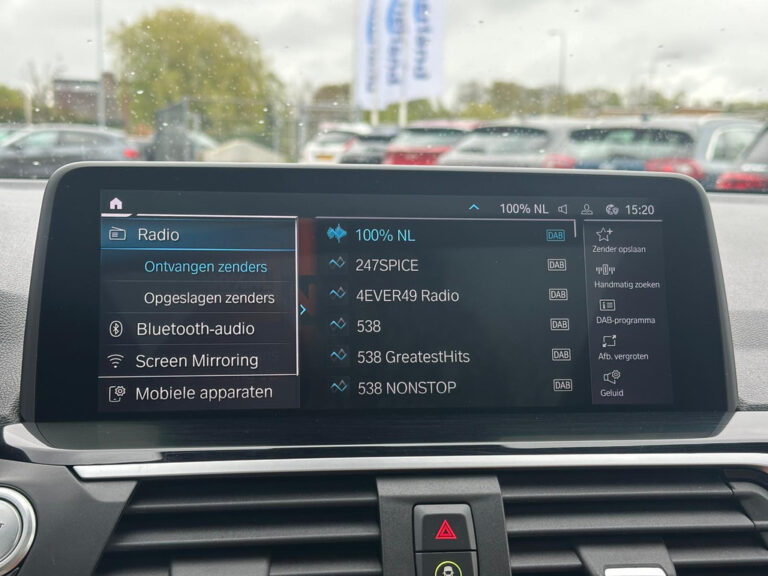 100% NL 15:20
Radio
Ontvangen zenders
Opgeslagen zenders
Bluetooth-audio
Screen Mirroring
Mobiele apparaten
100% NL DAB
247SPICE DAB
4EVER49 Radio DAB
538 DAB
538 GreatestHits DAB
538 NONSTOP DAB
Zender opslaan
Handmatig zoeken
DAB-programma
Afb. vergroten
Geluid